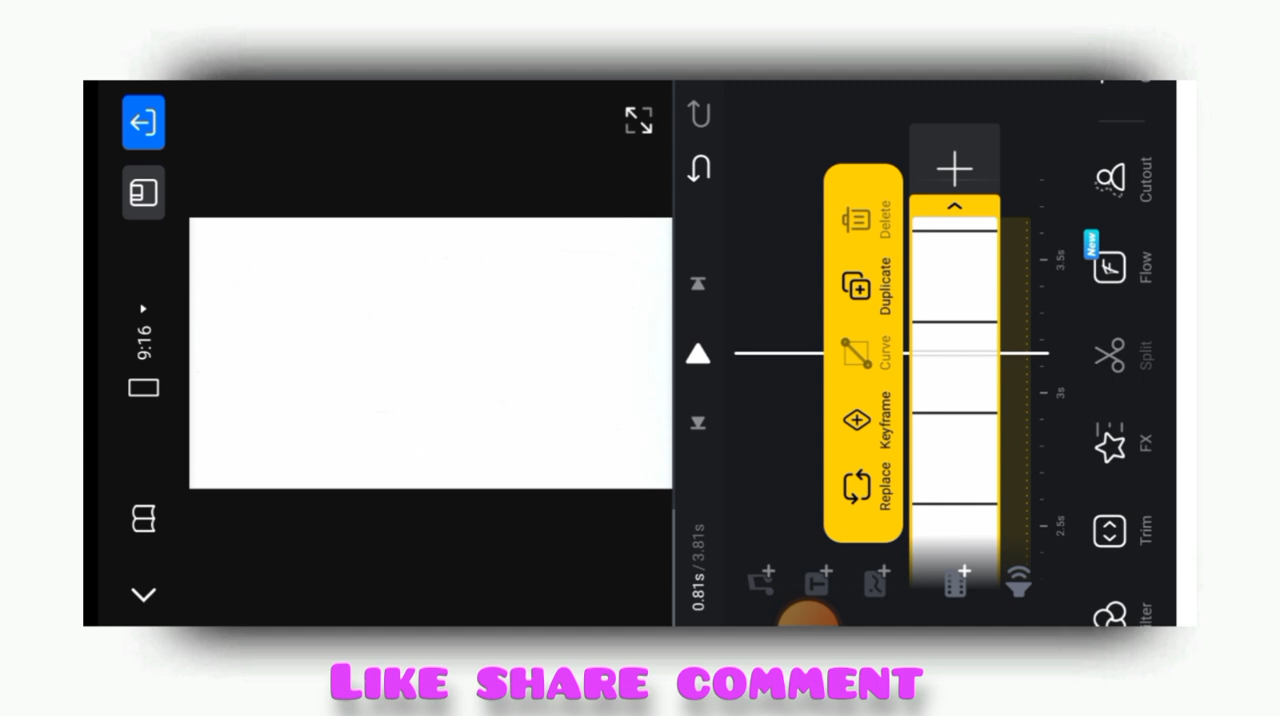 9:16
0.81s / 3.81s
Replace
Keyframe
Curve
Duplicate
Delete
2.5s
3s
3.5s
lter
Trim
FX
Split
Flow
New
Cutout
LIKE SHARE COMMENT